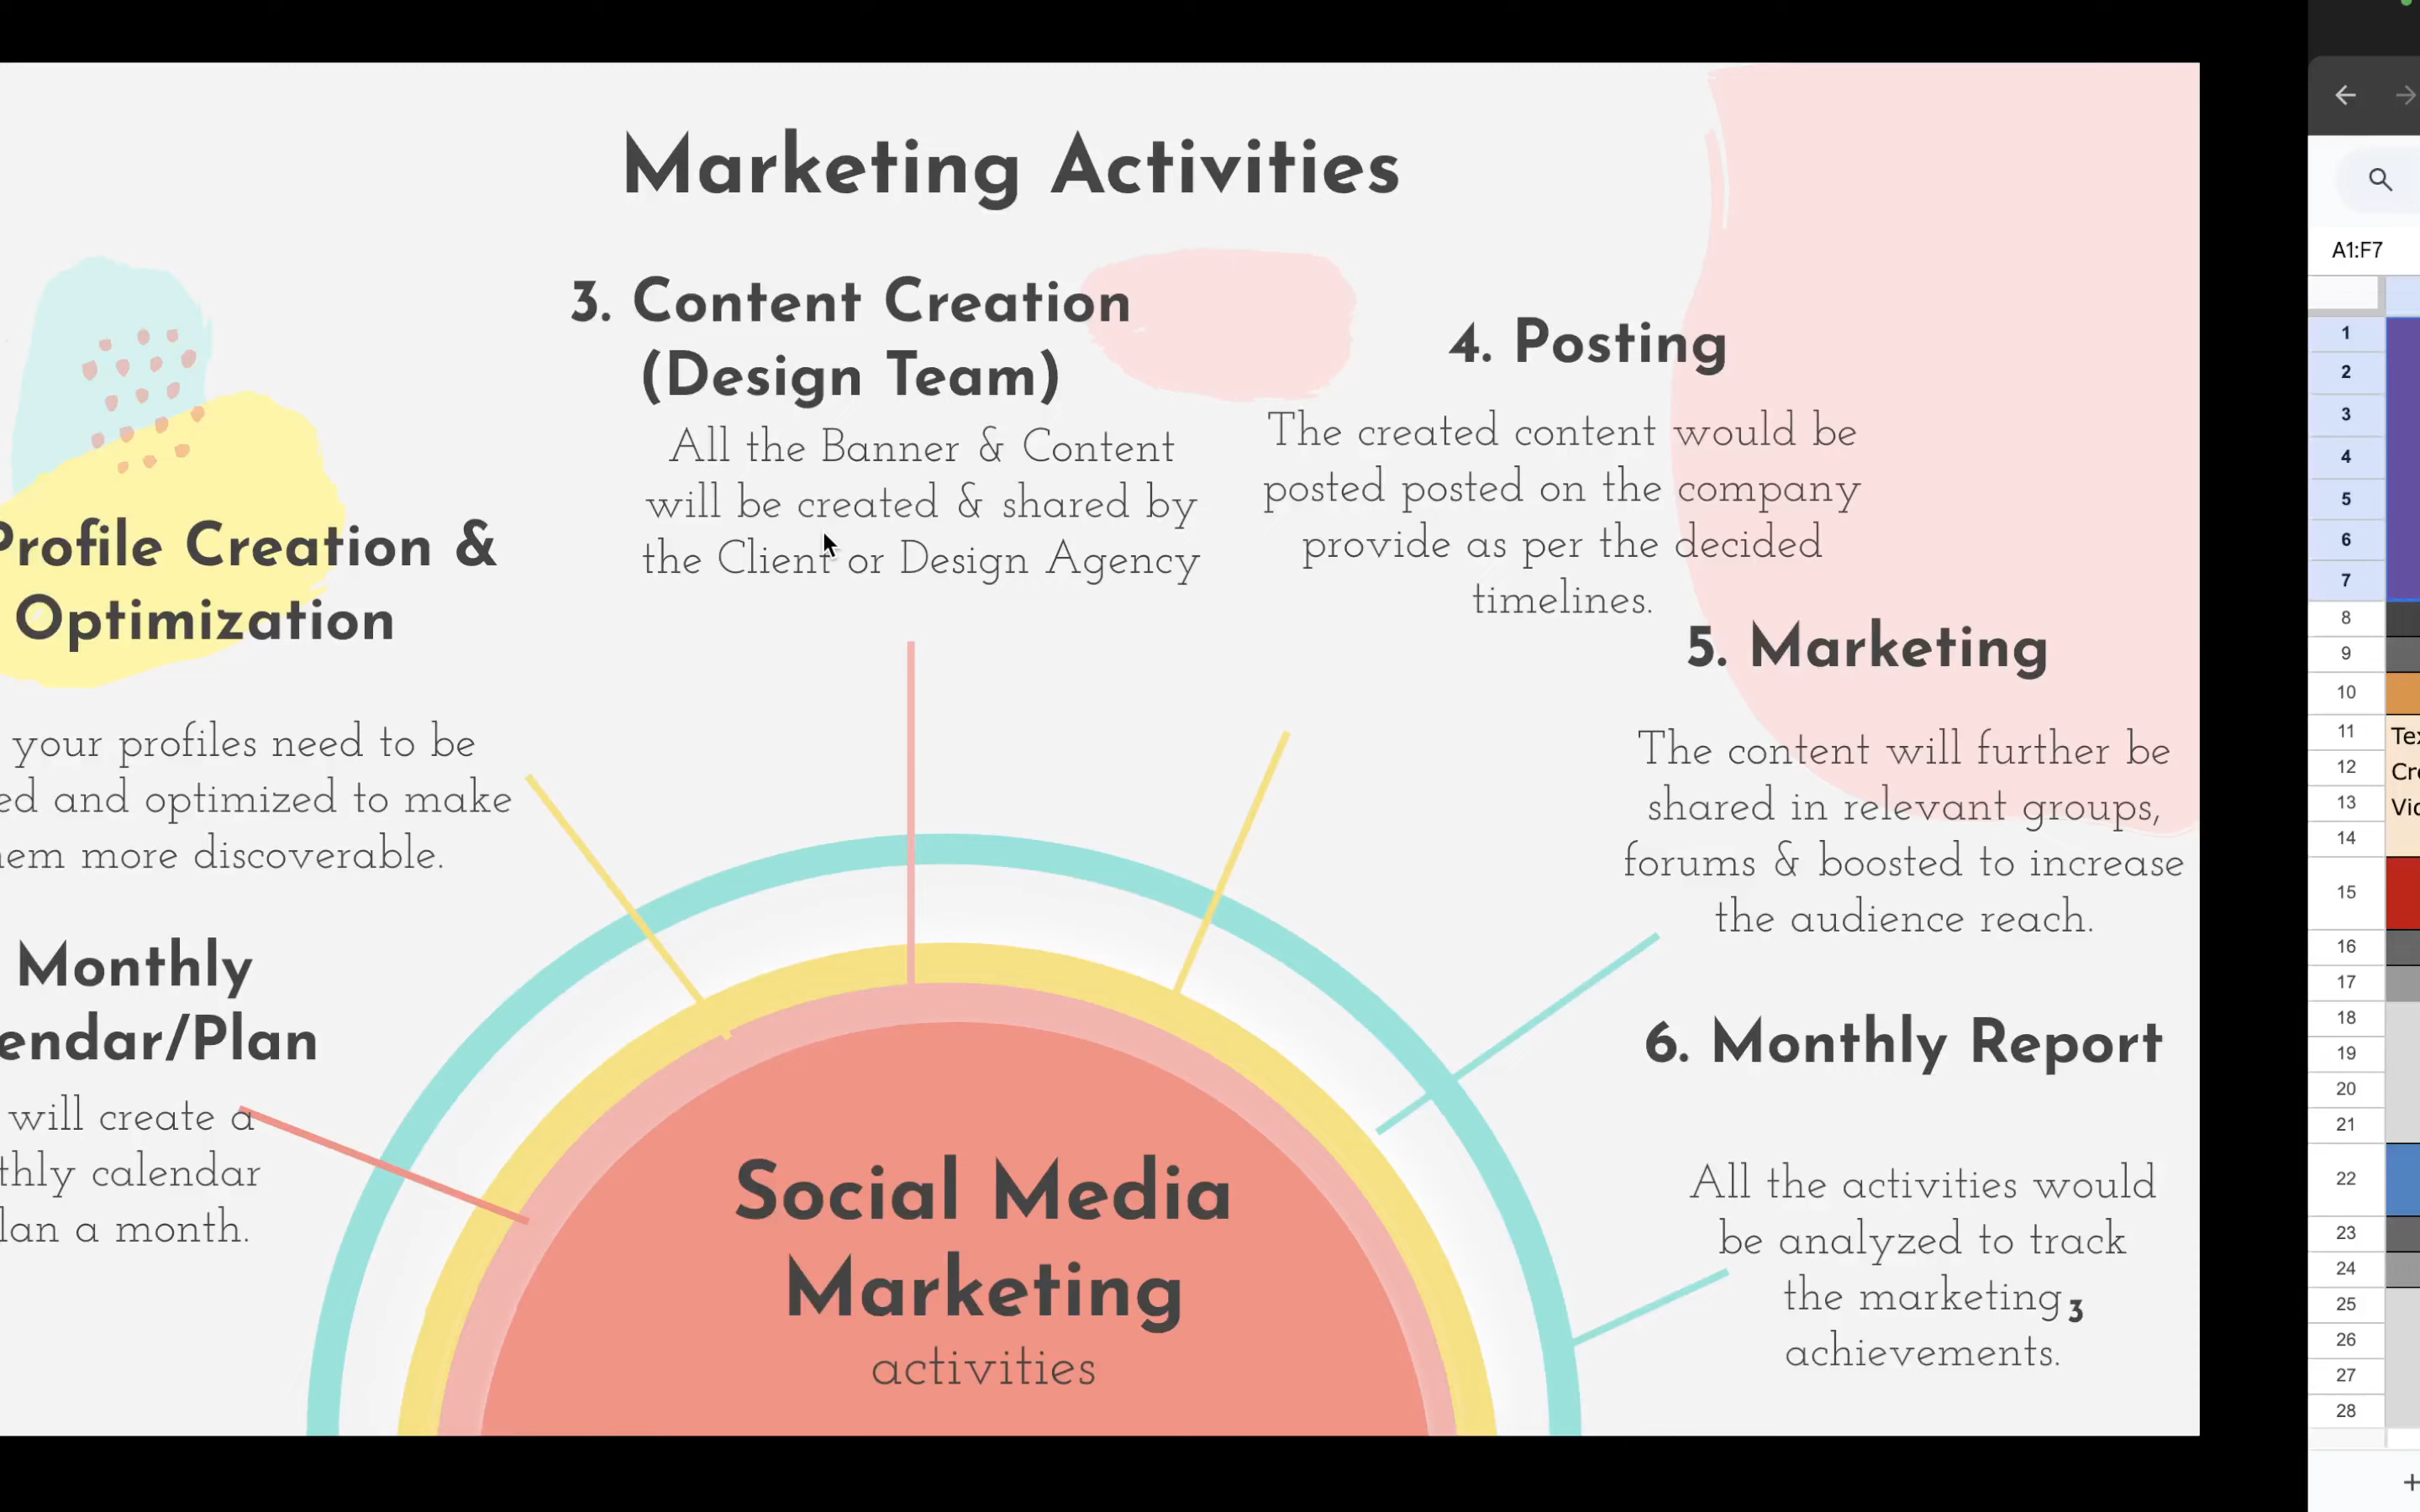 Marketing Activities
3. Content Creation
(Design Team)
All the Banner & Content
will be created & shared by
the Client or Design Agency
4. Posting
The created content would be
posted posted on the company
provide as per the decided
timelines.
Profile Creation &
Optimization
your profiles need to be
ed and optimized to make
em more discoverable.
5. Marketing
The content will further be
shared in relevant groups,
forums & boosted to increase
the audience reach.
Monthly
endar/Plan
will create a
thly calendar
lan a month.
6. Monthly Report
All the activities would
be analyzed to track
the marketing
achievements.
3
Social Media
Marketing
activities
A1:F7
1
2
3
4
5
6
7
8
9
10
11 Tex
12 Cre
13 Vid
14
15
16
17
18
19
20
21
22
23
24
25
26
27
28